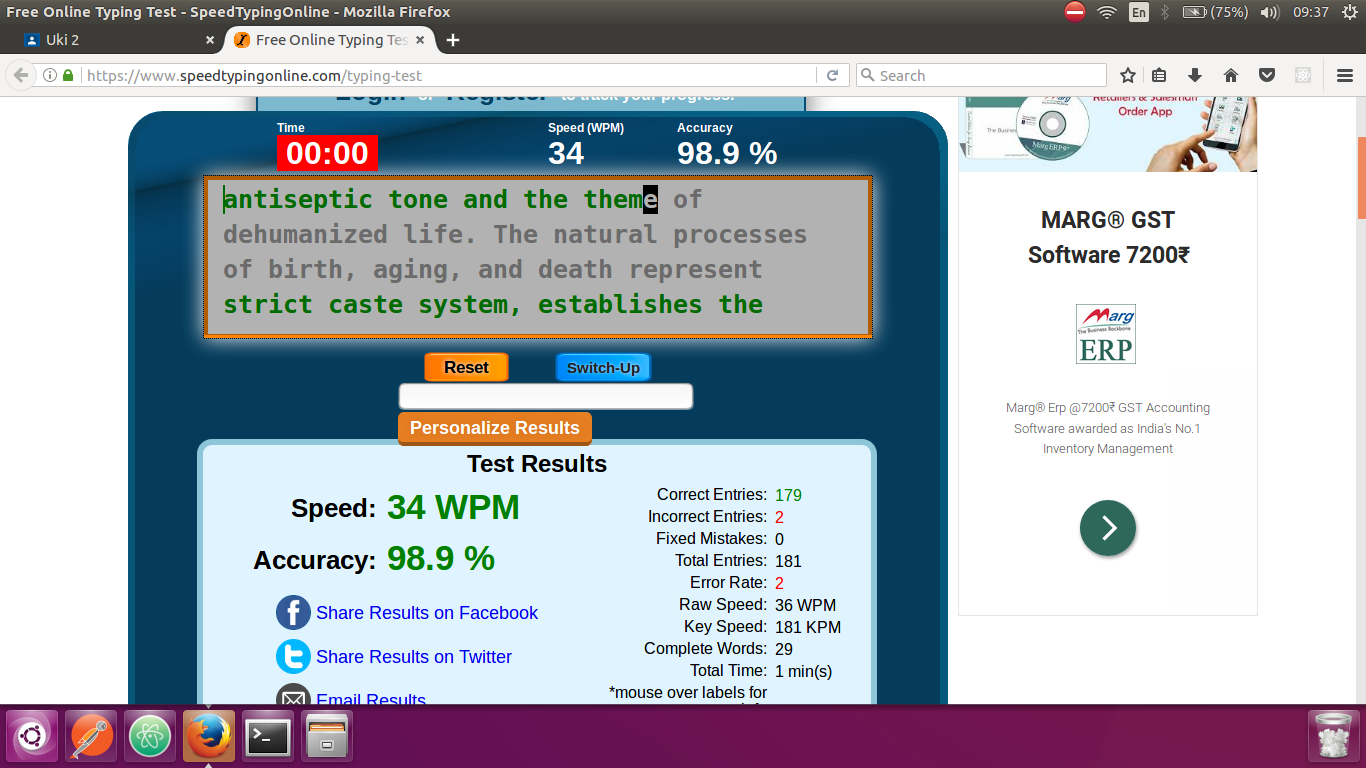 Free Online Typing Test - SpeedTypingOnline - Mozilla Firefox
En
(75%)
09:37
Uki 2
Free Online Typing Tes
https://www.speedtypingonline.com/typing-test
Search
Login or Register to track your progress.
Time
Speed (WPM)
Accuracy
00:00
34
98.9 %
antiseptic tone and the theme of
dehumanized life. The natural processes
of birth, aging, and death represent
strict caste system, establishes the
Reset
Switch-Up
Personalize Results
Test Results
Speed: 34 WPM
Accuracy: 98.9 %
Share Results on Facebook
Share Results on Twitter
Email Results
Correct Entries: 179
Incorrect Entries: 2
Fixed Mistakes: 0
Total Entries: 181
Error Rate: 2
Raw Speed: 36 WPM
Key Speed: 181 KPM
Complete Words: 29
Total Time: 1 min(s)
*mouse over labels for
Retailers & Salesman
Order App
Marg ERP9+
MARG® GST
Software 7200₹
Marg
The Business Backbone
ERP
Marg® Erp @7200₹ GST Accounting
Software awarded as India's No.1
Inventory Management